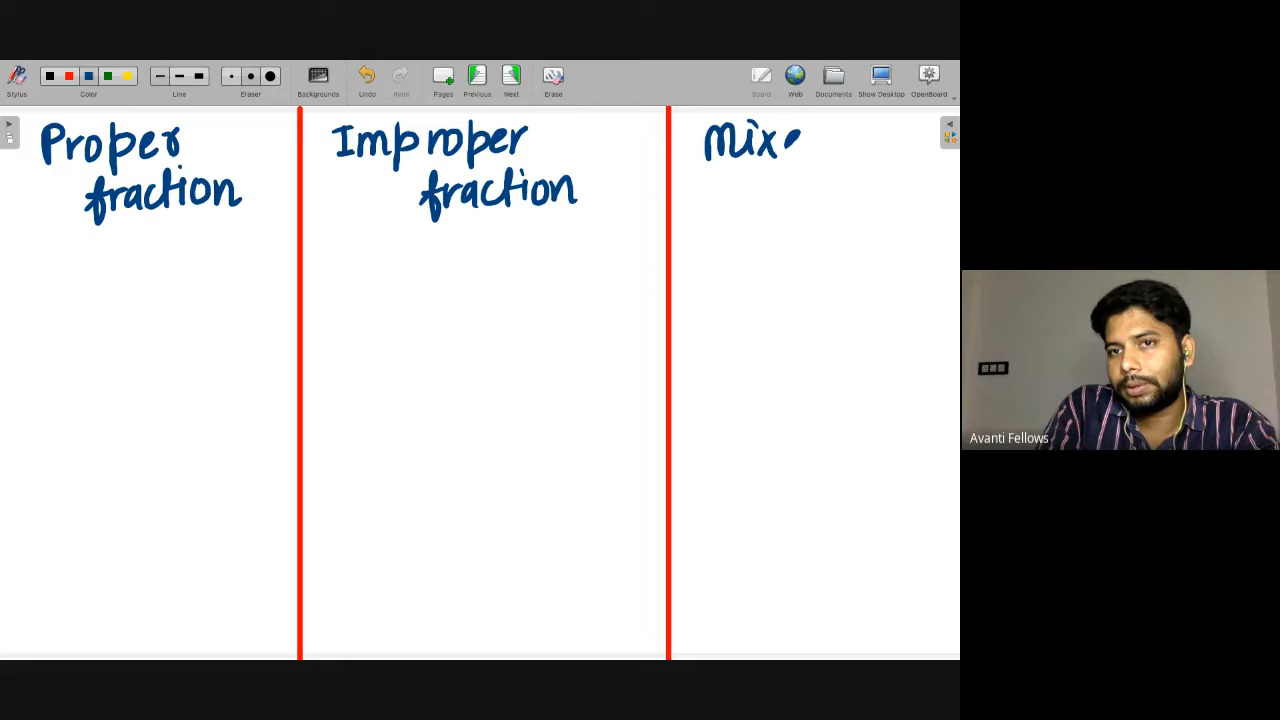 Stylus
Color
Line
Eraser
Backgrounds
Undo
Redo
Pages
Previous
Next
Erase
Board
Web
Documents
Show Desktop
OpenBoard
Proper
fraction
Improper
fraction
Mix
Avanti Fellows